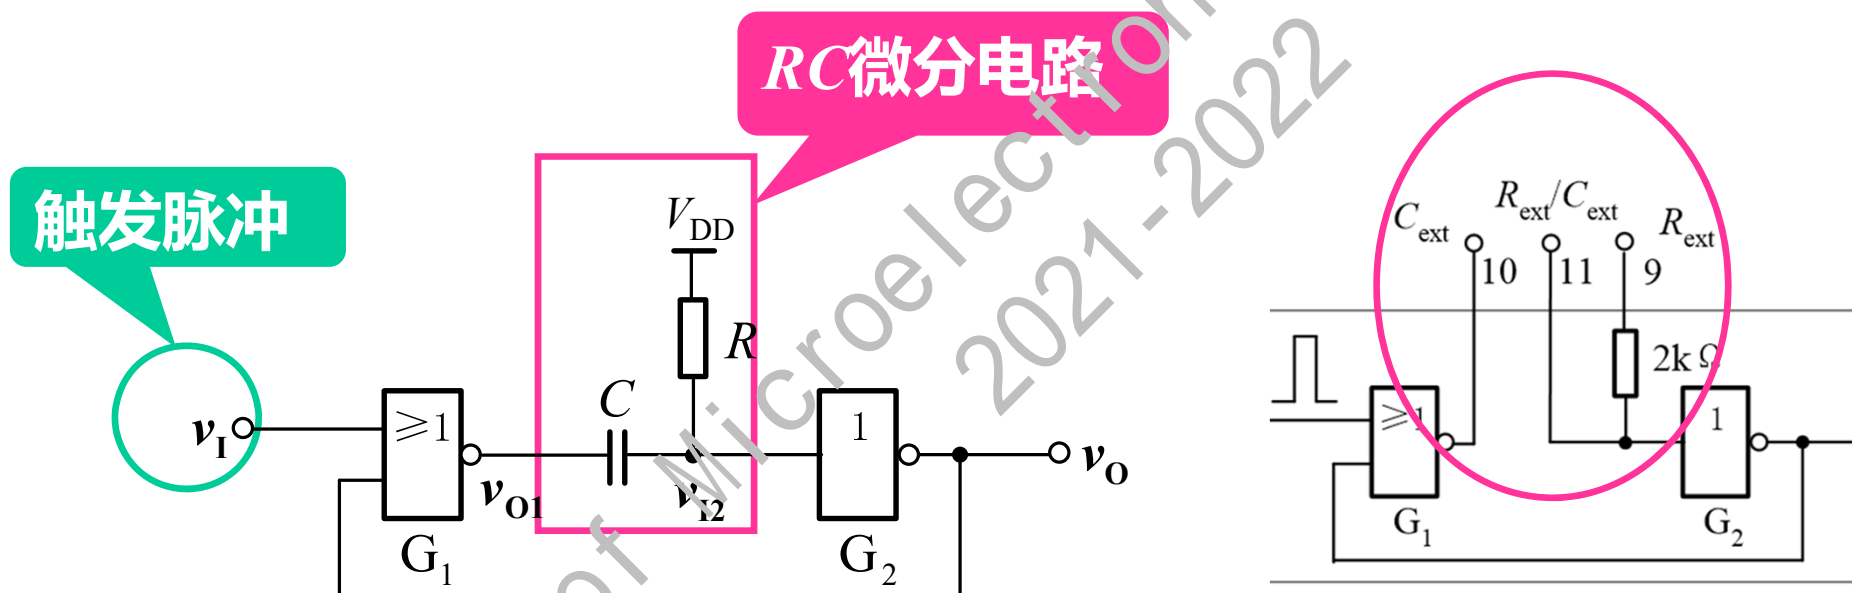 RC微分电路
触发脉冲
V_DD
R
C
v_I
≥1
v_O1
G_1
v_I2
1
G_2
v_O
C_ext
R_ext/C_ext
R_ext
10
11
9
2kΩ
≥1
G_1
1
G_2
of Microelectron
2021-2022